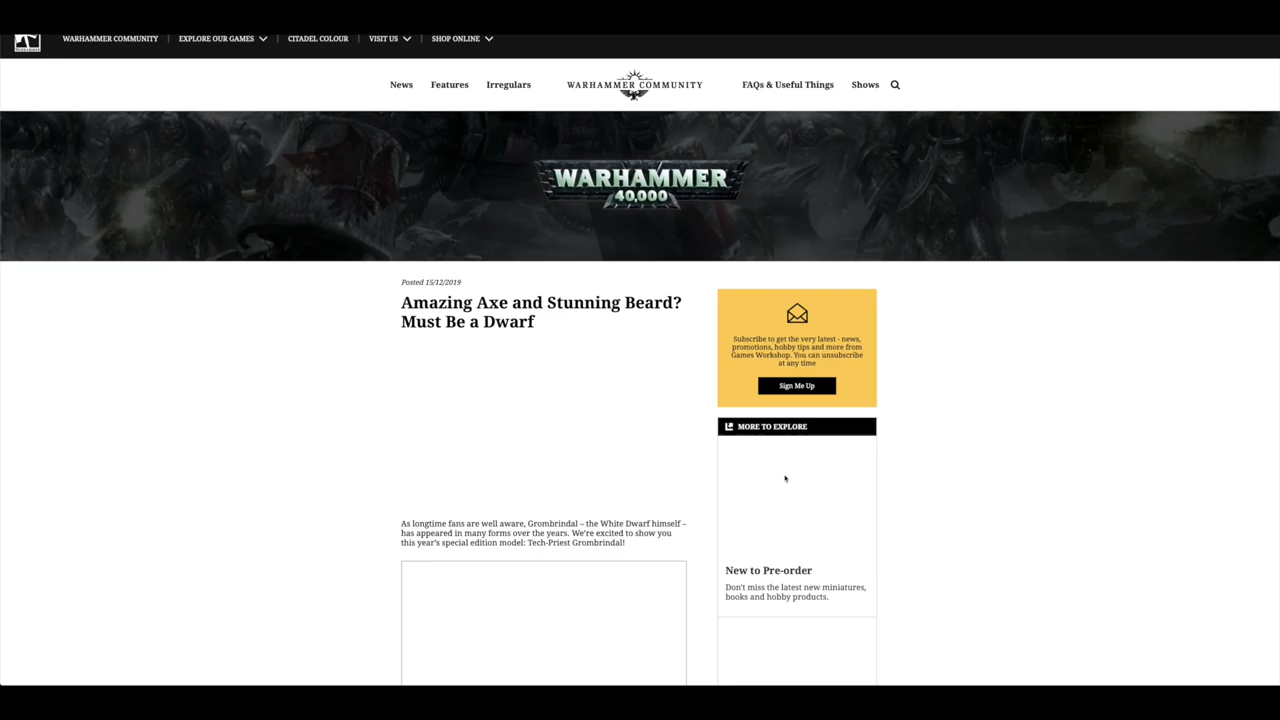 WARHAMMER COMMUNITY EXPLORE OUR GAMES CITADEL COLOUR VISIT US SHOP ONLINE
News Features Irregulars WARHAMMER COMMUNITY FAQs & Useful Things Shows
WARHAMMER
40,000
Posted 15/12/2019
Amazing Axe and Stunning Beard?
Must Be a Dwarf
As longtime fans are well aware, Grombrindal – the White Dwarf himself –
has appeared in many forms over the years. We're excited to show you
this year's special edition model: Tech-Priest Grombrindal!
Subscribe to get the very latest - news,
promotions, hobby tips and more from
Games Workshop. You can unsubscribe
at any time
Sign Me Up
MORE TO EXPLORE
New to Pre-order
Don't miss the latest new miniatures,
books and hobby products.